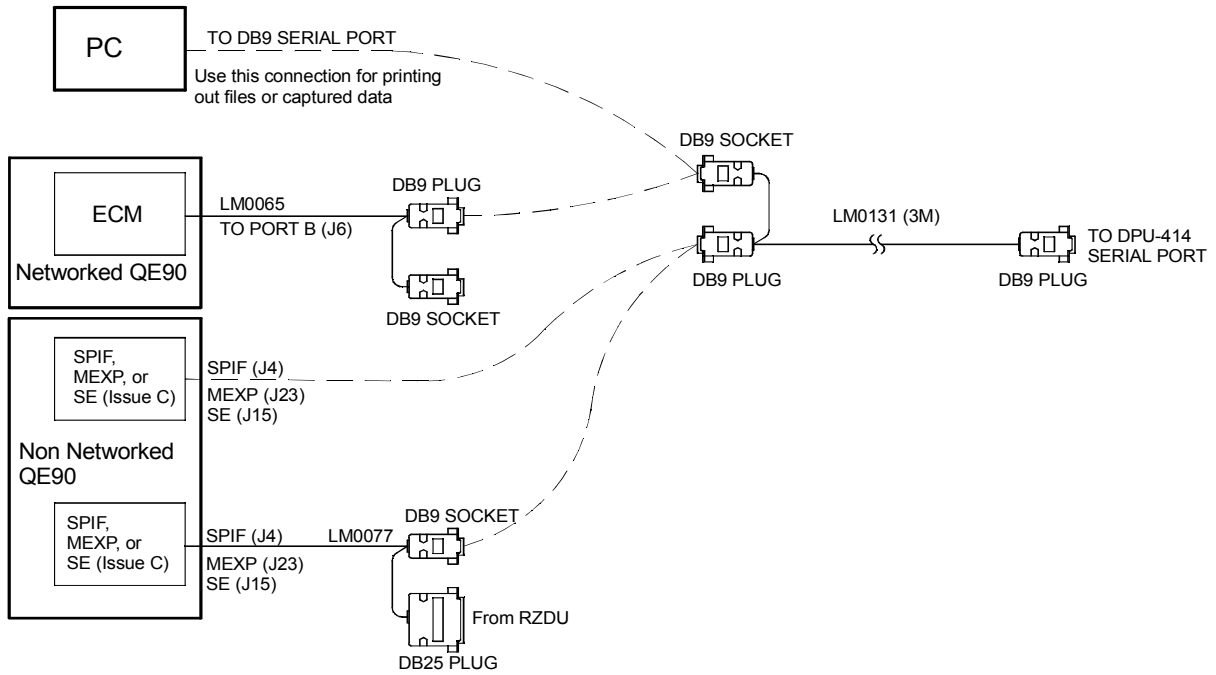 PC
TO DB9 SERIAL PORT
Use this connection for printing
out files or captured data
DB9 SOCKET
ECM
LM0065
TO PORT B (J6)
DB9 PLUG
Networked QE90
DB9 SOCKET
LM0131 (3M)
DB9 PLUG
DB9 PLUG
TO DPU-414
SERIAL PORT
SPIF,
MEXP, or
SE (Issue C)
SPIF (J4)
MEXP (J23)
SE (J15)
Non Networked
QE90
SPIF,
MEXP, or
SE (Issue C)
SPIF (J4)
LM0077
MEXP (J23)
SE (J15)
DB9 SOCKET
From RZDU
DB25 PLUG